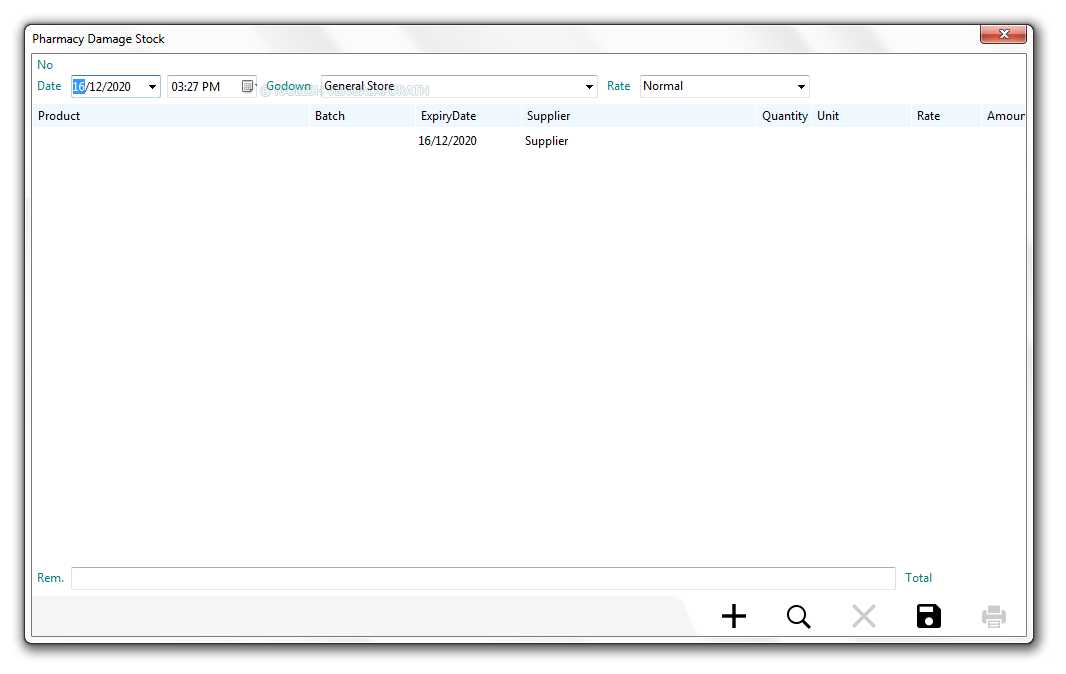 Pharmacy Damage Stock
No
Date 16/12/2020 03:27 PM Godown General Store Rate Normal
Product Batch ExpiryDate Supplier Quantity Unit Rate Amoun
16/12/2020 Supplier
Rem. Total